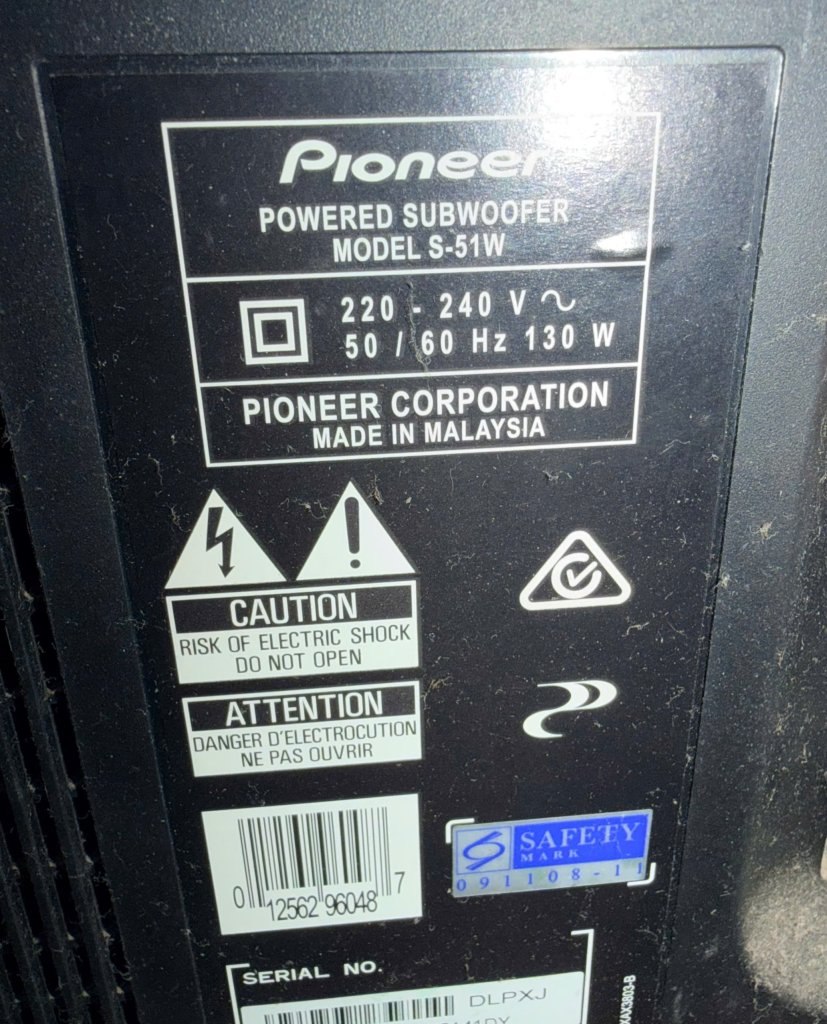 Pioneer
POWERED SUBWOOFER
MODEL S-51W
220 - 240 V ~
50 / 60 Hz 130 W
PIONEER CORPORATION
MADE IN MALAYSIA
CAUTION
RISK OF ELECTRIC SHOCK
DO NOT OPEN
ATTENTION
DANGER D'ELECTROCUTION
NE PAS OUVRIR
0 12562 96048 7
SAFETY
MARK
091108-11
SERIAL NO.
DLPXJ